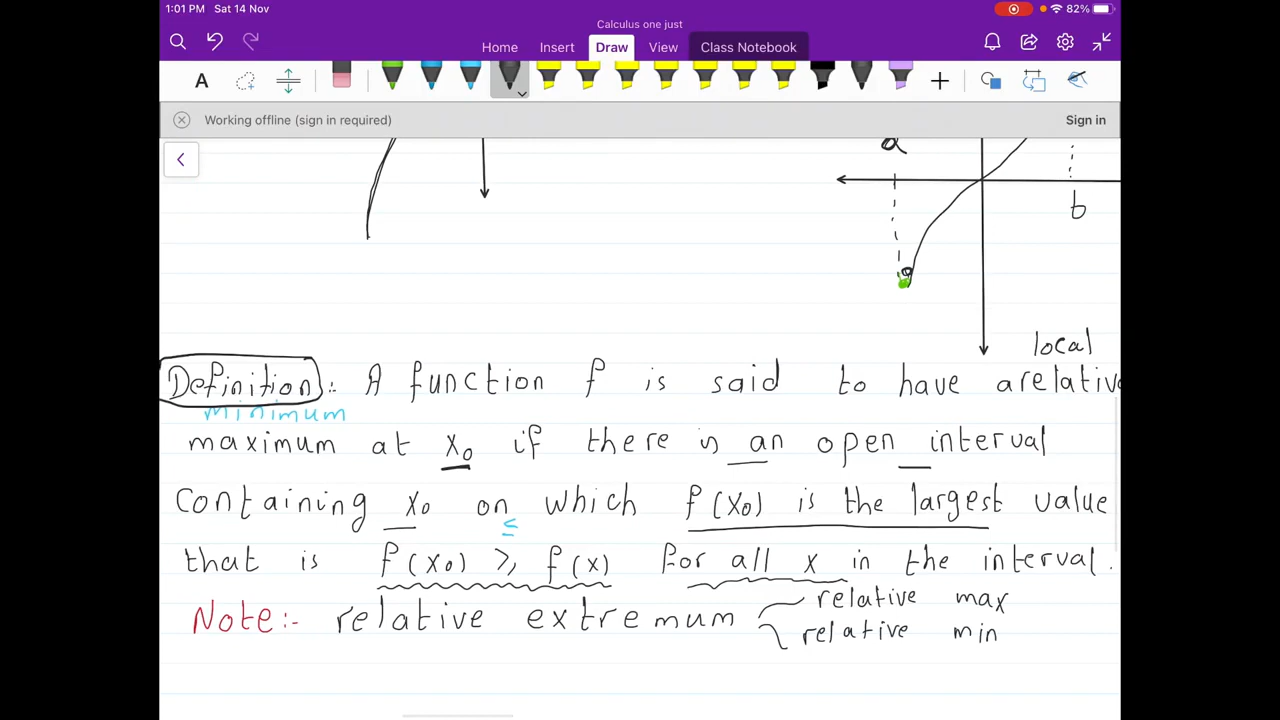 1:01 PM Sat 14 Nov
82%
Calculus one just
Home Insert Draw View Class Notebook
A
Working offline (sign in required) Sign in
a
b
local
Definition:- A function f is said to have a relative
minimum
maximum at x₀ if there is an open interval
containing x₀ on which f(x₀) is the largest value
≤
that is f(x₀) ≥ f(x) for all x in the interval.
Note:- relative extremum relative max
relative min